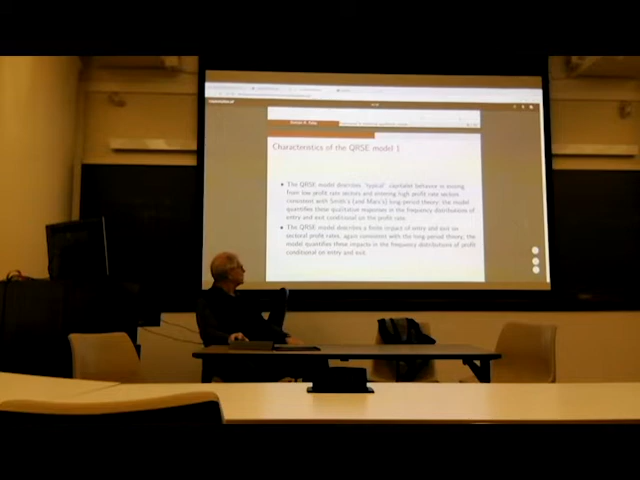 Characteristics of the QRSE model 1
The QRSE model describes "typical" capitalist behavior in exiting
from low profit rate sectors and entering high profit rate sectors
consistent with Smith's (and Marx's) long-period theory; the model
quantifies these qualitative responses in the frequency distributions of
entry and exit conditional on the profit rate.
The QRSE model describes a finite impact of entry and exit on
sectoral profit rates, again consistent with the long-period theory; the
model quantifies these impacts in the frequency distributions of profit
conditional on entry and exit.